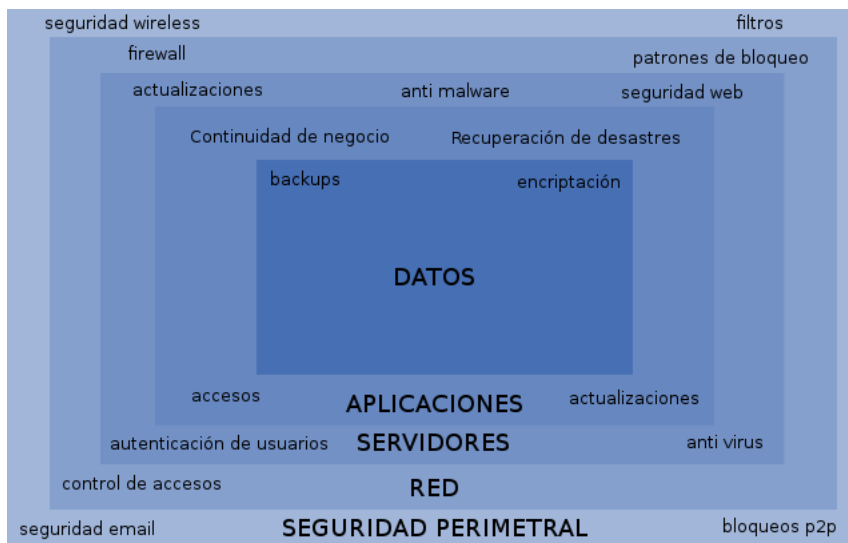 seguridad wireless
filtros
firewall
patrones de bloqueo
actualizaciones
anti malware
seguridad web
Continuidad de negocio
Recuperación de desastres
backups
encriptación
DATOS
accesos
APLICACIONES
actualizaciones
autenticación de usuarios
SERVIDORES
anti virus
control de accesos
RED
seguridad email
SEGURIDAD PERIMETRAL
bloqueos p2p